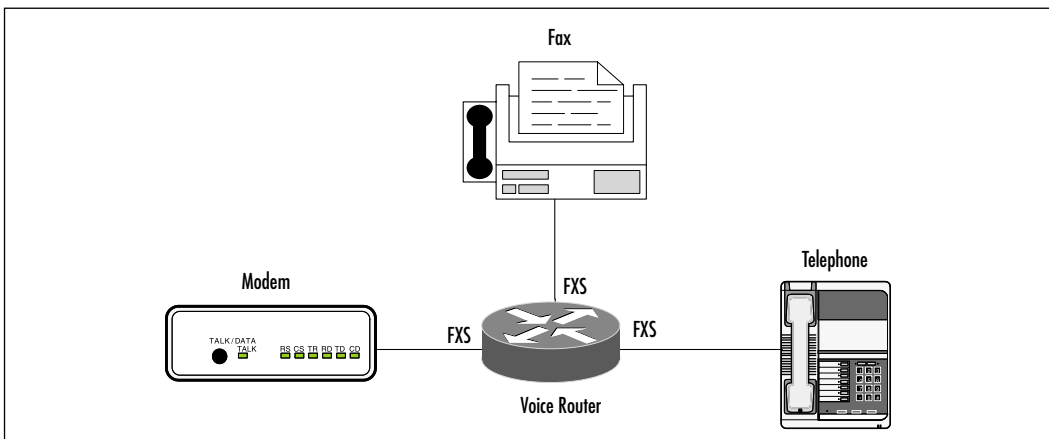 Fax
Telephone
Modem
FXS
FXS
FXS
TALK/DATA
TALK
RS CS TR RD TD CD
Voice Router